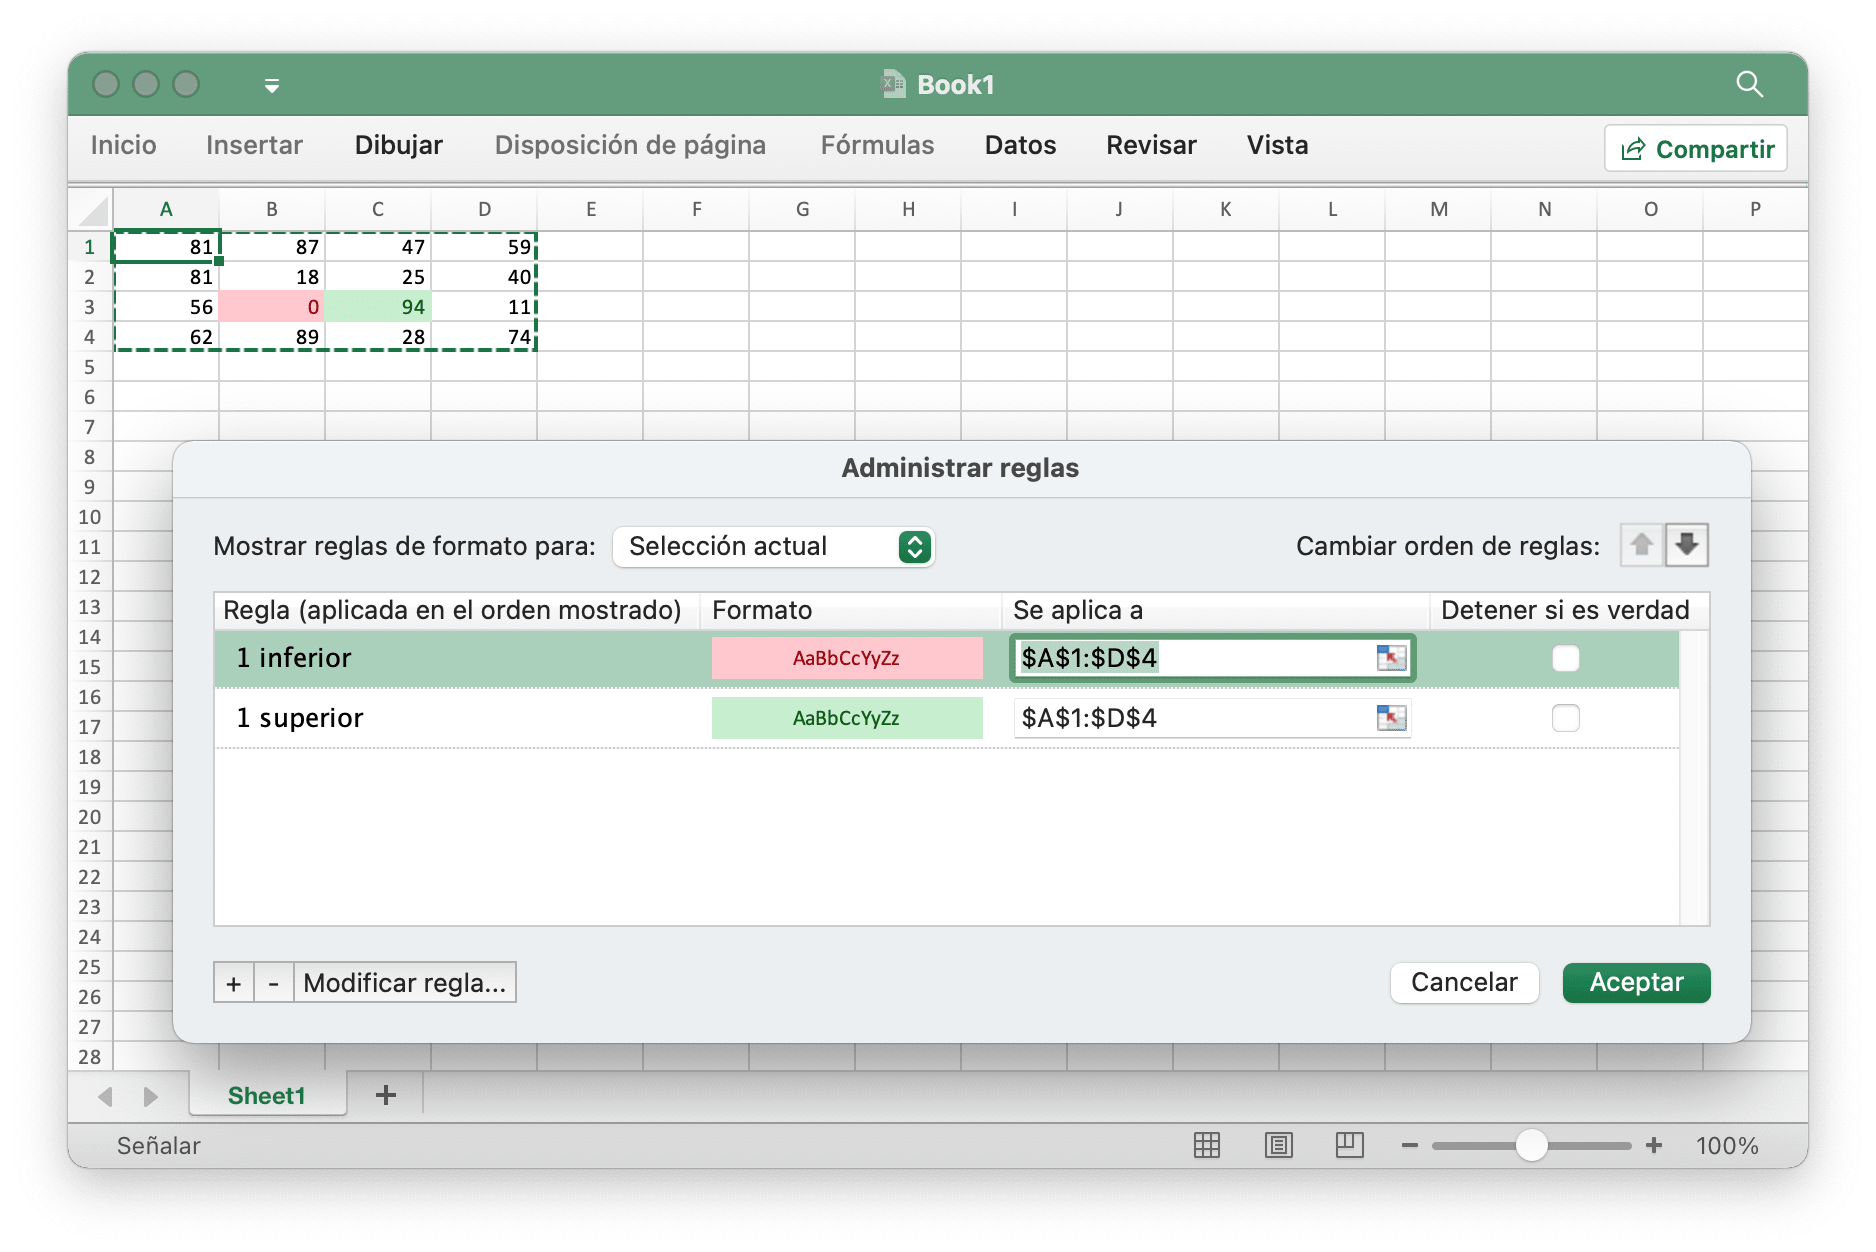 Book1
Inicio Insertar Dibujar Disposición de página Fórmulas Datos Revisar Vista Compartir
A B C D E F G H I J K L M N O P
1 81 87 47 59
2 81 18 25 40
3 56 0 94 11
4 62 89 28 74
5
6
7
8
9
10
11
12
13
14
15
16
17
18
19
20
21
22
23
24
25
26
27
28
Administrar reglas
Mostrar reglas de formato para: Selección actual Cambiar orden de reglas:
Regla (aplicada en el orden mostrado) Formato Se aplica a Detener si es verdad
1 inferior AaBbCcYyZz $A$1:$D$4
1 superior AaBbCcYyZz $A$1:$D$4
+ - Modificar regla... Cancelar Aceptar
Sheet1 +
Señalar − + 100%